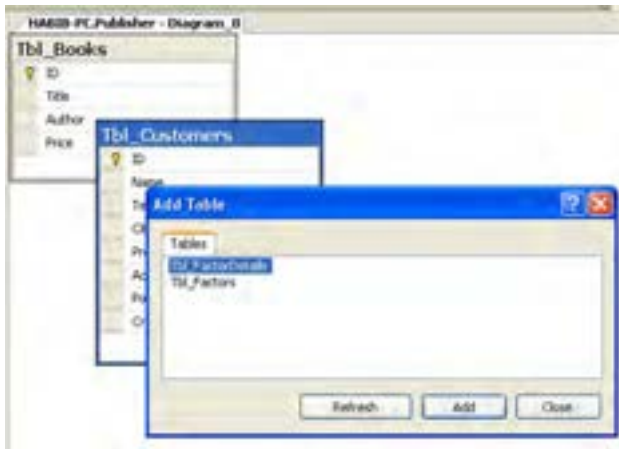 HABIB-PC.Publisher - Diagram_0
Tbl_Books
ID
Title
Author
Price
Tbl_Customers
ID
Name
Add Table
Tables
Tbl_FactorDetails
Tbl_Factors
Refresh
Add
Close